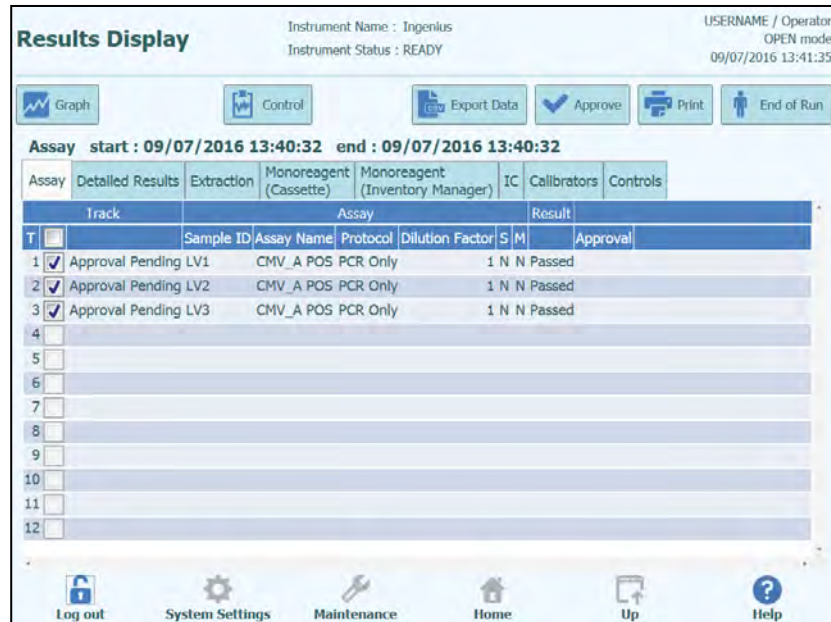 Results Display
Instrument Name : Ingenius
Instrument Status : READY
USERNAME / Operator
OPEN mode
09/07/2016 13:41:35
Graph
Control
CSV
Export Data
Approve
Print
End of Run
Assay start : 09/07/2016 13:40:32 end : 09/07/2016 13:40:32
Assay Detailed Results Extraction Monoreagent (Cassette) Monoreagent (Inventory Manager) IC Calibrators Controls
Track Assay Result
T Sample ID Assay Name Protocol Dilution Factor S M Approval
1 Approval Pending LV1 CMV_A POS PCR Only 1 N N Passed
2 Approval Pending LV2 CMV_A POS PCR Only 1 N N Passed
3 Approval Pending LV3 CMV_A POS PCR Only 1 N N Passed
4
5
6
7
8
9
10
11
12
Log out System Settings Maintenance Home Up Help